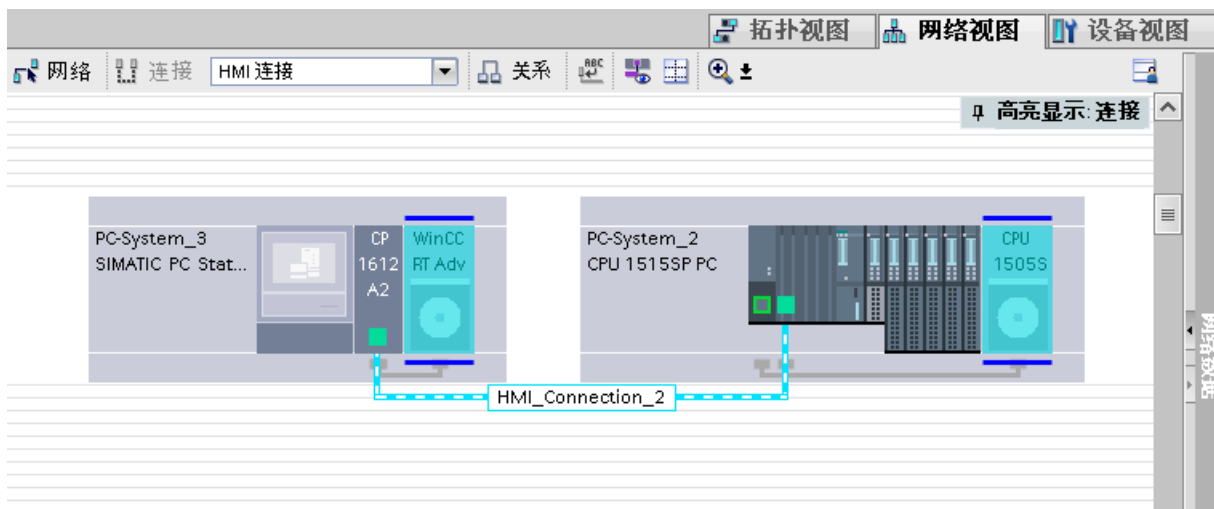 拓扑视图 网络视图 设备视图
网络 连接 HMI 连接 关系
高亮显示: 连接
PC-System_3
SIMATIC PC Stat...
CP
1612
A2
WinCC
RT Adv
PC-System_2
CPU 1515SP PC
CPU
1505S
HMI_Connection_2